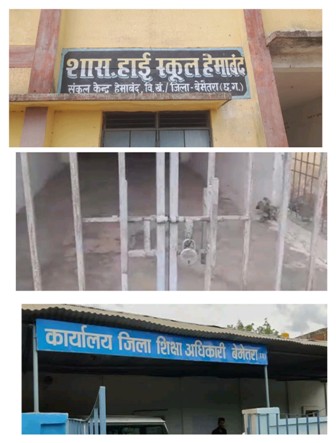 शास. हाई स्कूल हेमाबंद
संकुल केन्द्र हेमाबंद, वि.खं./जिला-बेमेतरा (छ.ग.)
कार्यालय जिला शिक्षा अधिकारी बेमेतरा